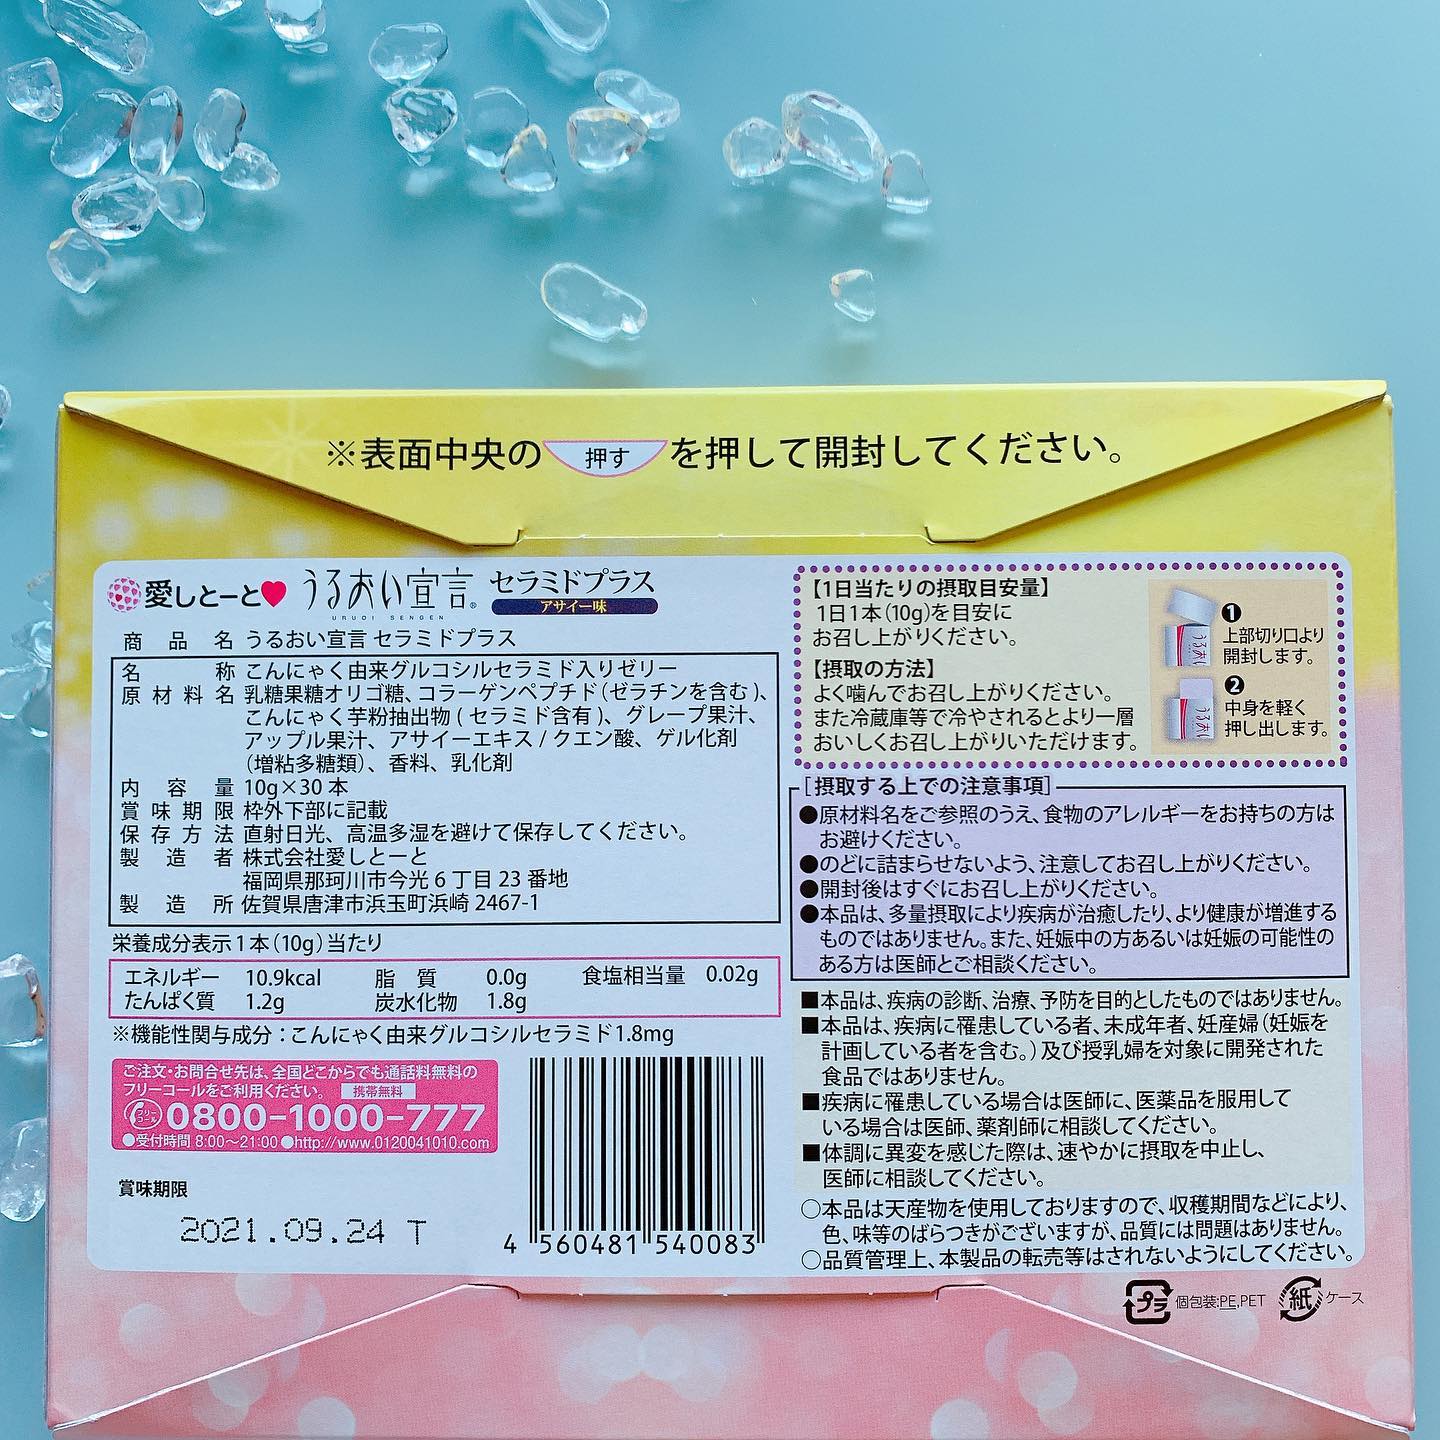 ※表面中央の 押す を押して開封してください。
愛しとーと うるおい宣言® セラミドプラス
URUOI SENGEN
アサイー味
商品名 うるおい宣言 セラミドプラス
名称 こんにゃく由来グルコシルセラミド入りゼリー
原材料名 乳糖果糖オリゴ糖、コラーゲンペプチド(ゼラチンを含む)、
こんにゃく芋粉抽出物(セラミド含有)、グレープ果汁、
アップル果汁、アサイーエキス/クエン酸、ゲル化剤
(増粘多糖類)、香料、乳化剤
内容量 10g×30本
賞味期限 枠外下部に記載
保存方法 直射日光、高温多湿を避けて保存してください。
製造者 株式会社愛しとーと
福岡県那珂川市今光6丁目23番地
製造所 佐賀県唐津市浜玉町浜崎2467-1
栄養成分表示1本(10g)当たり
エネルギー 10.9kcal 脂質 0.0g 食塩相当量 0.02g
たんぱく質 1.2g 炭水化物 1.8g
※機能性関与成分:こんにゃく由来グルコシルセラミド1.8mg
ご注文・お問合せ先は、全国どこからでも通話料無料の
フリーコールをご利用ください。 携帯無料
フリーコール 0800-1000-777
●受付時間 8:00〜21:00 ●http://www.0120041010.com
賞味期限
2021.09.24 T
4 560481 540083
【1日当たりの摂取目安量】
1日1本(10g)を目安に
お召し上がりください。
【摂取の方法】
よく噛んでお召し上がりください。
また冷蔵庫等で冷やされるとより一層
おいしくお召し上がりいただけます。
❶
上部切り口より
開封します。
❷
中身を軽く
押し出します。
うるおい
うるおい
[摂取する上での注意事項]
●原材料名をご参照のうえ、食物のアレルギーをお持ちの方は
お避けください。
●のどに詰まらせないよう、注意してお召し上がりください。
●開封後はすぐにお召し上がりください。
●本品は、多量摂取により疾病が治癒したり、より健康が増進する
ものではありません。また、妊娠中の方あるいは妊娠の可能性の
ある方は医師とご相談ください。
■本品は、疾病の診断、治療、予防を目的としたものではありません。
■本品は、疾病に罹患している者、未成年者、妊産婦(妊娠を
計画している者を含む。)及び授乳婦を対象に開発された
食品ではありません。
■疾病に罹患している場合は医師に、医薬品を服用して
いる場合は医師、薬剤師に相談してください。
■体調に異変を感じた際は、速やかに摂取を中止し、
医師に相談してください。
○本品は天産物を使用しておりますので、収穫期間などにより、
色、味等のばらつきがございますが、品質には問題はありません。
○品質管理上、本製品の転売等はされないようにしてください。
プラ 個包装:PE,PET 紙 ケース